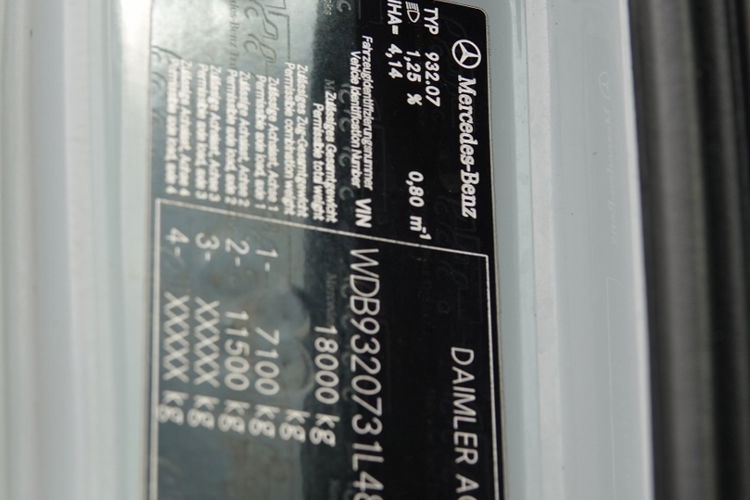 Mercedes-Benz DAIMLER AG
TYP 932.07
1,25 % 0,80 m-1
IHA= 4,14
Fahrzeugidentifizierungsnummer
Vehicle Identification Number VIN WDB9320731L48
Zulässiges Gesamtgewicht
Permissible total weight 18000 kg
Zulässiges Zug-Gesamtgewicht
Permissible combination weight kg
Zulässige Achslast, Achse 1
Permissible axle load, axle 1 1- 7100 kg
Zulässige Achslast, Achse 2
Permissible axle load, axle 2 2- 11500 kg
Zulässige Achslast, Achse 3
Permissible axle load, axle 3 3- XXXXX kg
Zulässige Achslast, Achse 4
Permissible axle load, axle 4 4- XXXXX kg